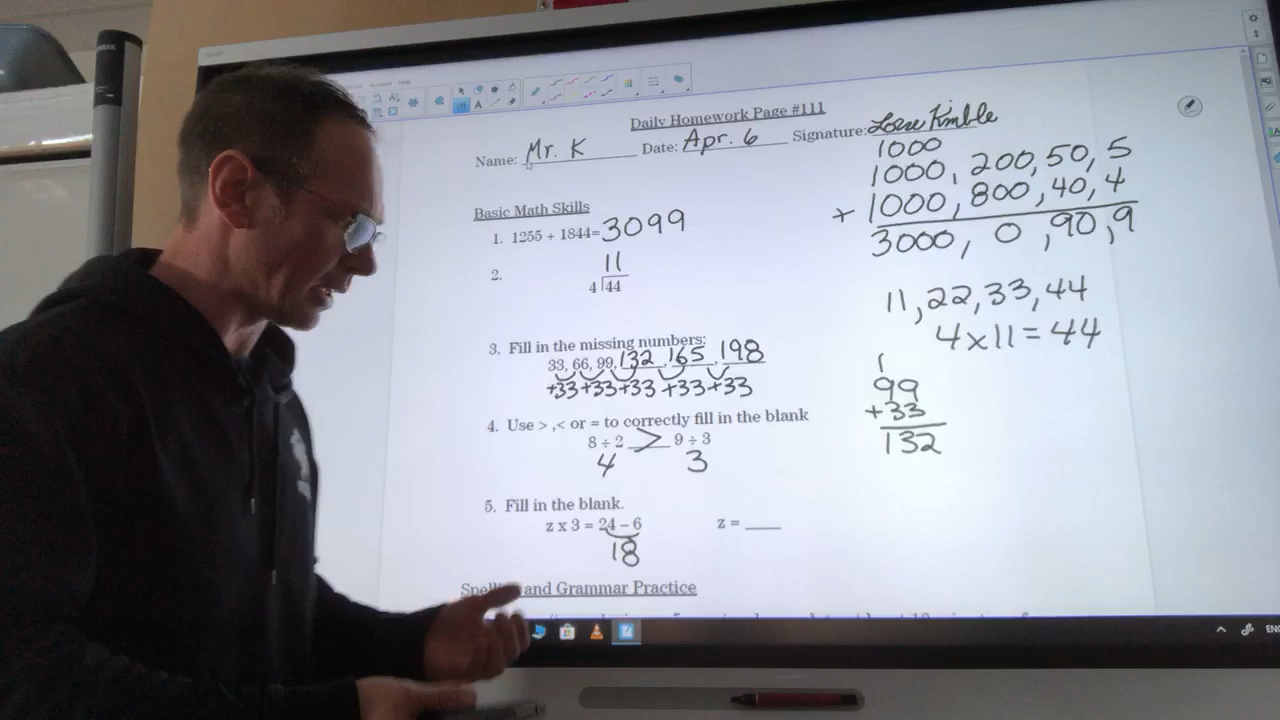 Daily Homework Page #111
Name: Mr. K Date: Apr. 6 Signature: Kimble
Basic Math Skills
1. 1255 + 1844= 3099
2.
11
4 44
3. Fill in the missing numbers:
33, 66, 99, 132, 165, 198
+33 +33 +33 +33 +33
4. Use > ,< or = to correctly fill in the blank
8 ÷ 2 > 9 ÷ 3
4 3
5. Fill in the blank.
z x 3 = 24 – 6 z = ____
18
and Grammar Practice
1000
1000, 200, 50, 5
+ 1000, 800, 40, 4
3000, 0, 90, 9
11, 22, 33, 44
4 x 11 = 44
1
99
+33
132